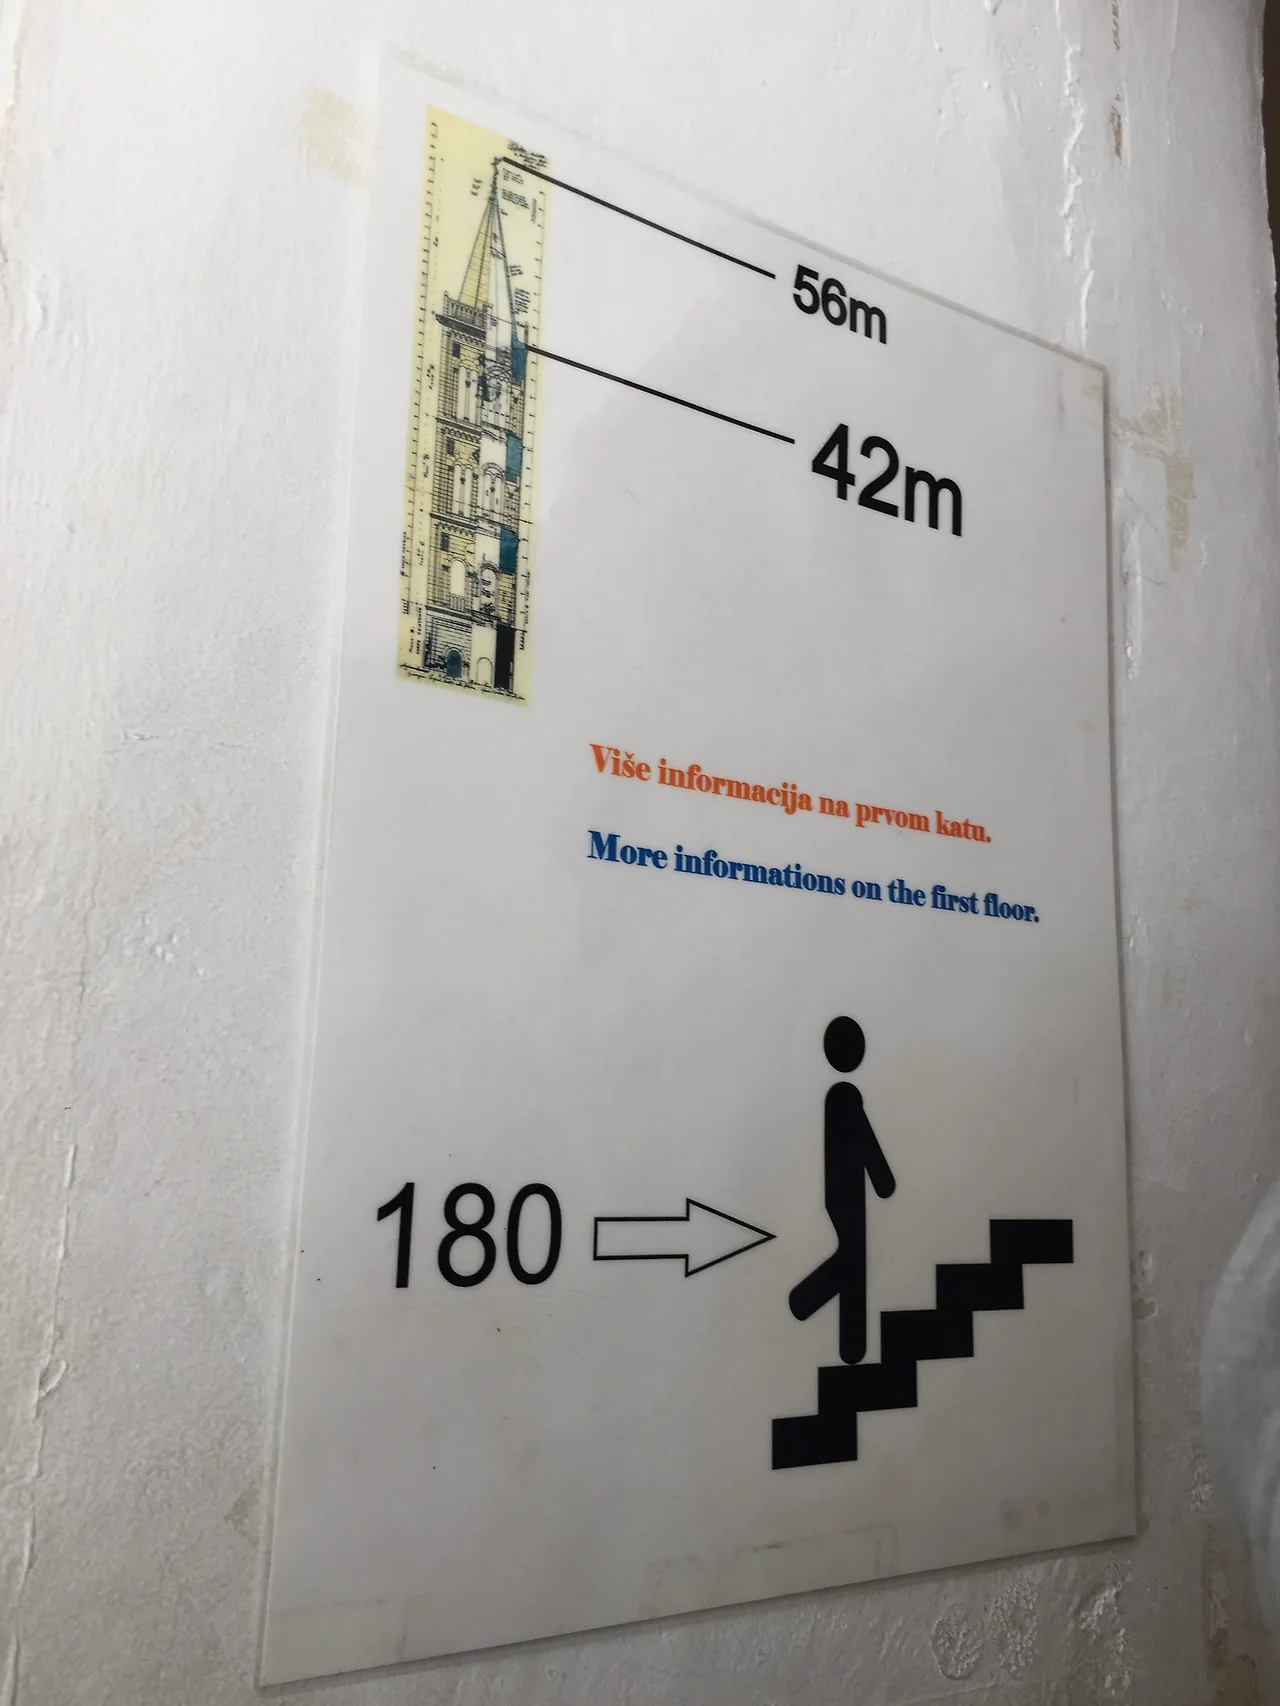 56m
42m
Više informacija na prvom katu.
More informations on the first floor.
180